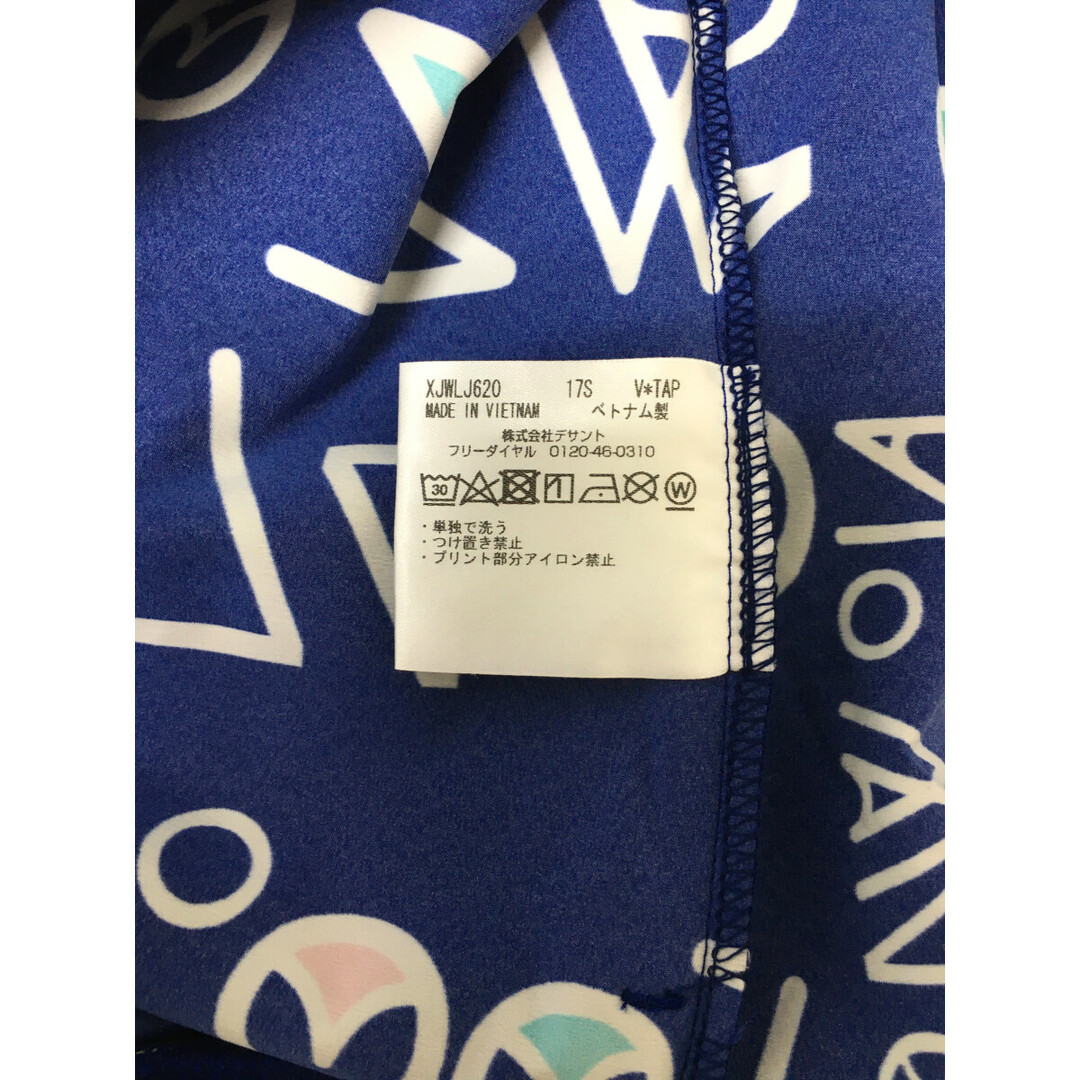 XJWLJ620 17S V*TAP
MADE IN VIETNAM ベトナム製
株式会社デサント
フリーダイヤル 0120-46-0310
30 W
・単独で洗う
・つけ置き禁止
・プリント部分アイロン禁止